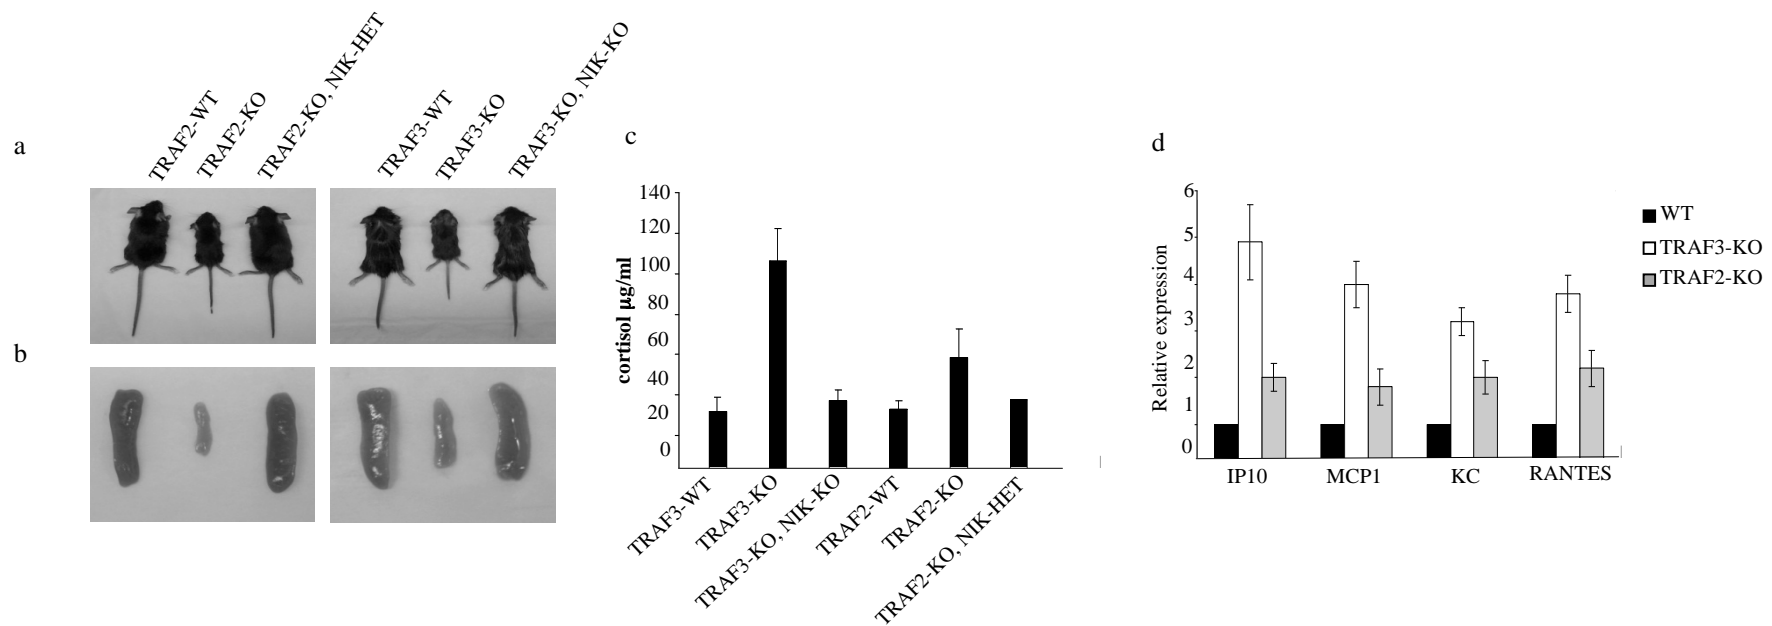 a
TRAF2-WT
TRAF2-KO
TRAF2-KO, NIK-HET
TRAF3-WT
TRAF3-KO
TRAF3-KO, NIK-KO
b
c
cortisol µg/ml
140
120
100
80
60
40
20
0
TRAF3-WT
TRAF3-KO
TRAF3-KO, NIK-KO
TRAF2-WT
TRAF2-KO
TRAF2-KO, NIK-HET
d
Relative expression
6
5
4
3
2
1
0
IP10
MCP1
KC
RANTES
WT
TRAF3-KO
TRAF2-KO